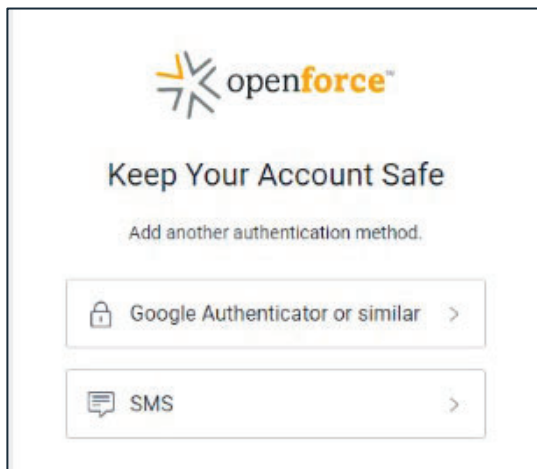 openforce™
Keep Your Account Safe
Add another authentication method.
Google Authenticator or similar
SMS